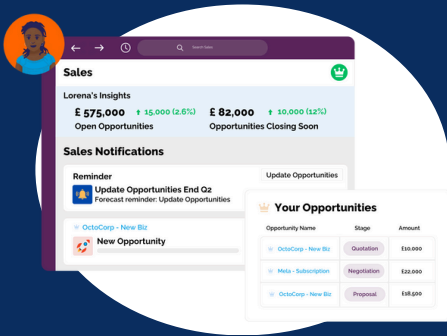 Search Sales
Sales
Lorena's Insights
£ 575,000 ↑ 15,000 (2.6%) £ 82,000 ↑ 10,000 (12%)
Open Opportunities Opportunities Closing Soon
Sales Notifications
Reminder Update Opportunities
Update Opportunities End Q2
Forecast reminder: Update Opportunities
OctoCorp - New Biz
New Opportunity
Your Opportunities
Opportunity Name Stage Amount
OctoCorp - New Biz Quotation £10,000
Meta - Subscription Negotiation £22,000
OctoCorp - New Biz Proposal £18,500